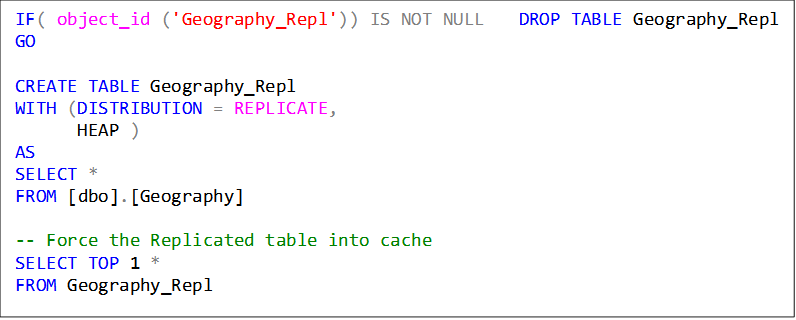 IF( object_id ('Geography_Repl')) IS NOT NULL   DROP TABLE Geography_Repl
GO
CREATE TABLE Geography_Repl
WITH (DISTRIBUTION = REPLICATE,
      HEAP )
AS
SELECT *
FROM [dbo].[Geography]
-- Force the Replicated table into cache
SELECT TOP 1 *
FROM Geography_Repl